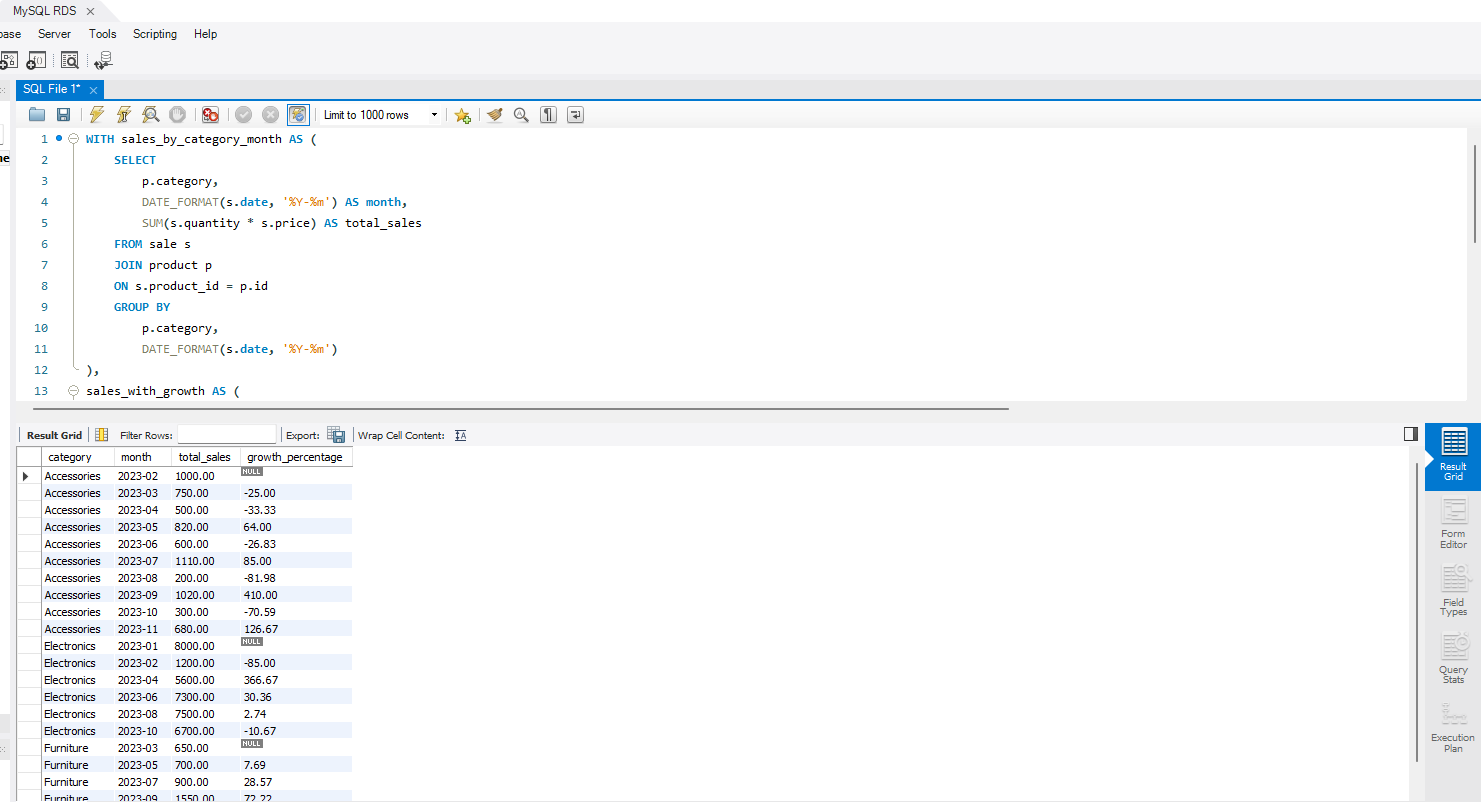 MySQL RDS
base Server Tools Scripting Help
SQL File 1*
Limit to 1000 rows
1 WITH sales_by_category_month AS (
2 SELECT
3 p.category,
4 DATE_FORMAT(s.date, '%Y-%m') AS month,
5 SUM(s.quantity * s.price) AS total_sales
6 FROM sale s
7 JOIN product p
8 ON s.product_id = p.id
9 GROUP BY
10 p.category,
11 DATE_FORMAT(s.date, '%Y-%m')
12 ),
13 sales_with_growth AS (
Result Grid Filter Rows: Export: Wrap Cell Content:
category month total_sales growth_percentage
Accessories 2023-02 1000.00 NULL
Accessories 2023-03 750.00 -25.00
Accessories 2023-04 500.00 -33.33
Accessories 2023-05 820.00 64.00
Accessories 2023-06 600.00 -26.83
Accessories 2023-07 1110.00 85.00
Accessories 2023-08 200.00 -81.98
Accessories 2023-09 1020.00 410.00
Accessories 2023-10 300.00 -70.59
Accessories 2023-11 680.00 126.67
Electronics 2023-01 8000.00 NULL
Electronics 2023-02 1200.00 -85.00
Electronics 2023-04 5600.00 366.67
Electronics 2023-06 7300.00 30.36
Electronics 2023-08 7500.00 2.74
Electronics 2023-10 6700.00 -10.67
Furniture 2023-03 650.00 NULL
Furniture 2023-05 700.00 7.69
Furniture 2023-07 900.00 28.57
Furniture 2023-09 1550.00 72.22
Result
Grid
Form
Editor
Field
Types
Query
Stats
Execution
Plan